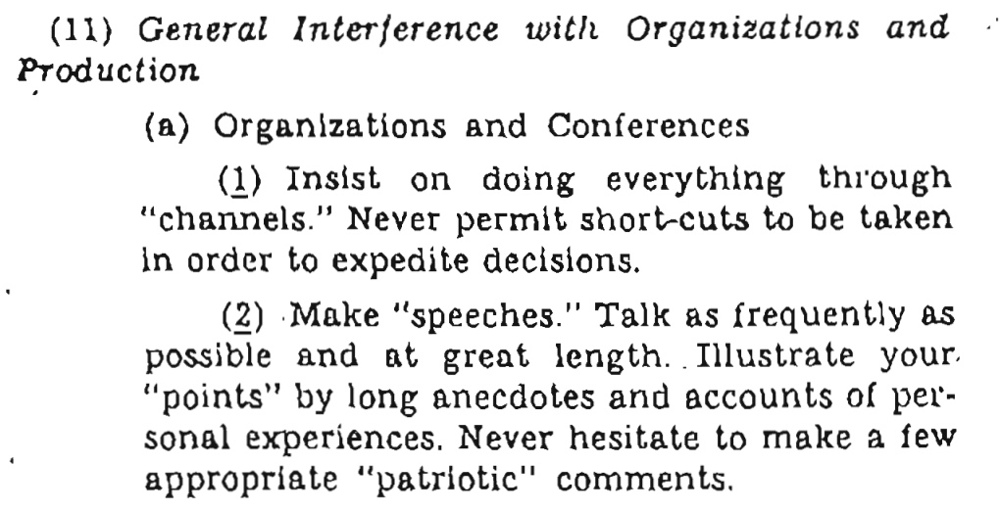 (11) General Interference with Organizations and
Production
(a) Organizations and Conferences
(1) Insist on doing everything through
"channels." Never permit short-cuts to be taken
in order to expedite decisions.
(2) Make "speeches." Talk as frequently as
possible and at great length. Illustrate your
"points" by long anecdotes and accounts of per-
sonal experiences. Never hesitate to make a few
appropriate "patriotic" comments.